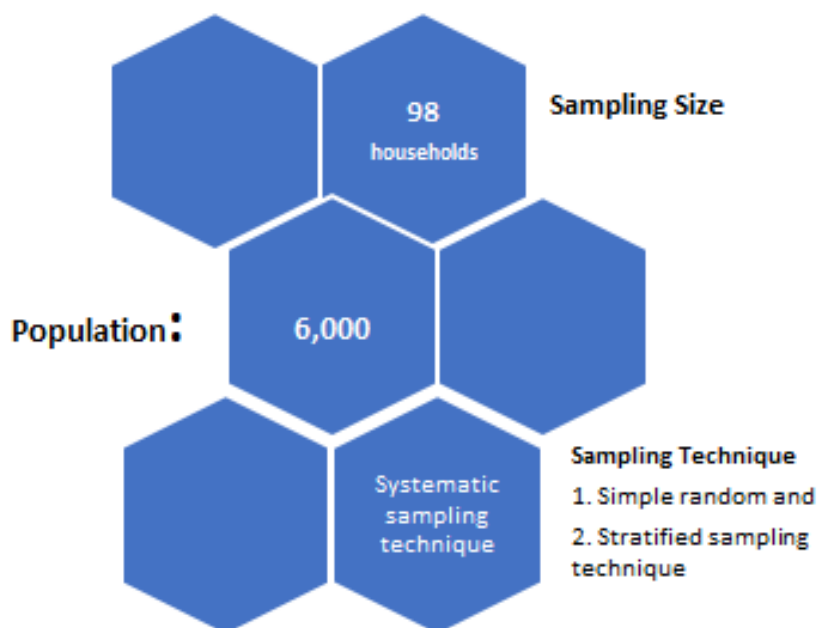 98
households
Sampling Size
Population:
6,000
Systematic
sampling
technique
Sampling Technique
1. Simple random and
2. Stratified sampling
technique